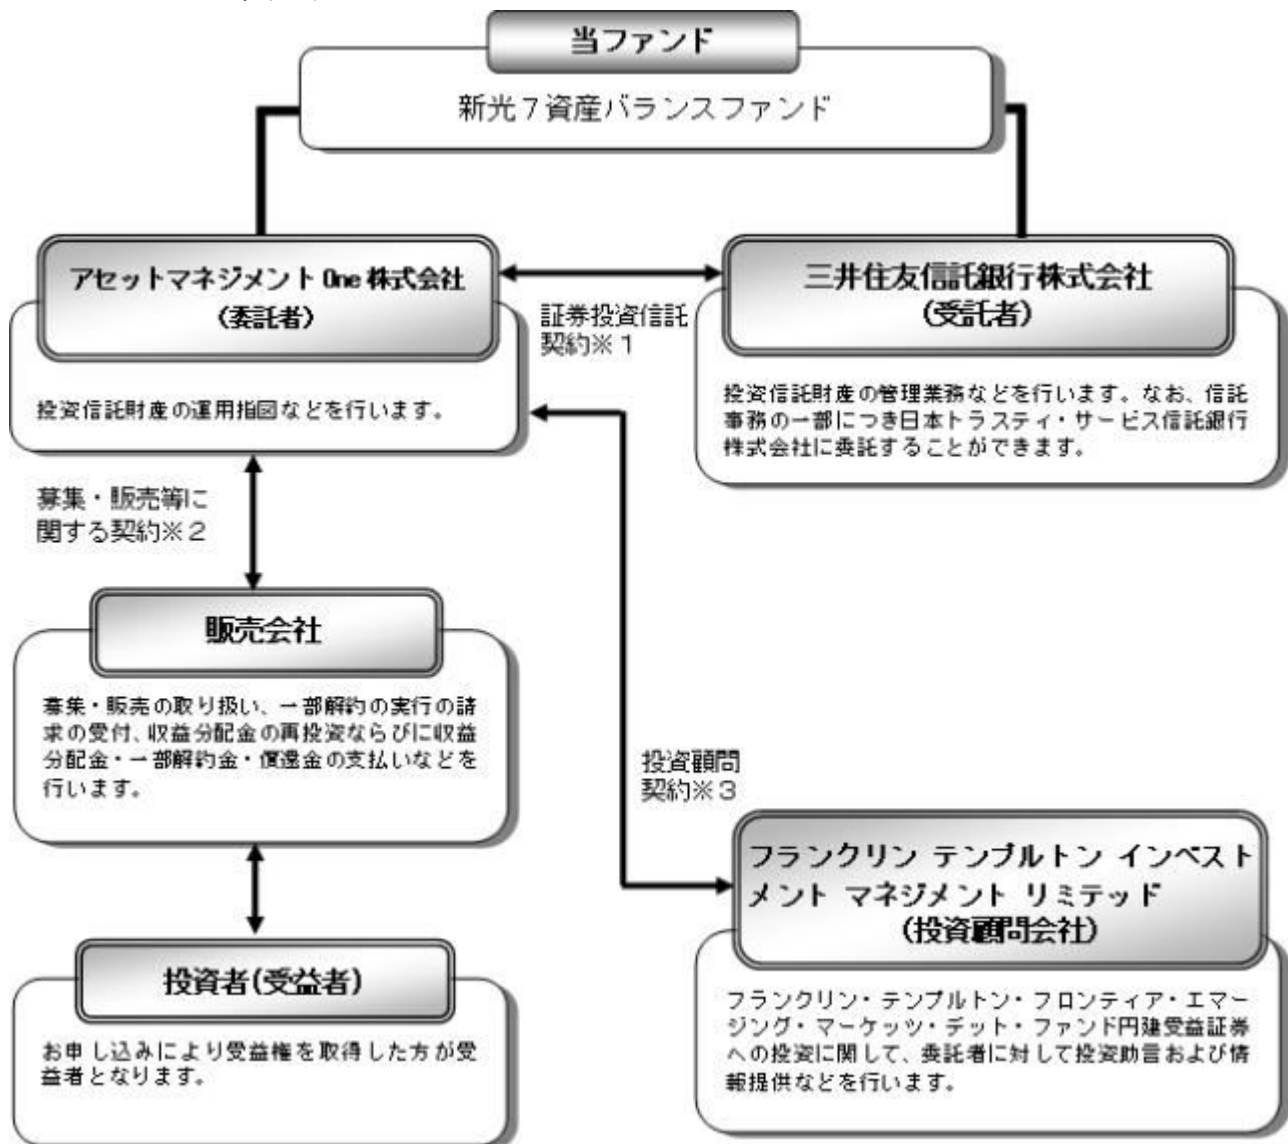 当ファンド
新光７資産バランスファンド
アセットマネジメント One 株式会社
（委託者）
投資信託財産の運用指図などを行います。
証券投資信託
契約※１
三井住友信託銀行株式会社
（受託者）
投資信託財産の管理業務などを行います。なお、信託
事務の一部につき日本トラスティ・サービス信託銀行
株式会社に委託することができます。
募集・販売等に
関する契約※２
販売会社
募集・販売の取り扱い、一部解約の実行の請
求の受付、収益分配金の再投資ならびに収益
分配金・一部解約金・償還金の支払いなどを
行います。
投資顧問
契約※３
フランクリン テンプルトン インベスト
メント マネジメント リミテッド
（投資顧問会社）
フランクリン・テンプルトン・フロンティア・エマー
ジング・マーケッツ・デット・ファンド円建受益証券
への投資に関して、委託者に対して投資助言および情
報提供などを行います。
投資者（受益者）
お申し込みにより受益権を取得した方が受
益者となります。